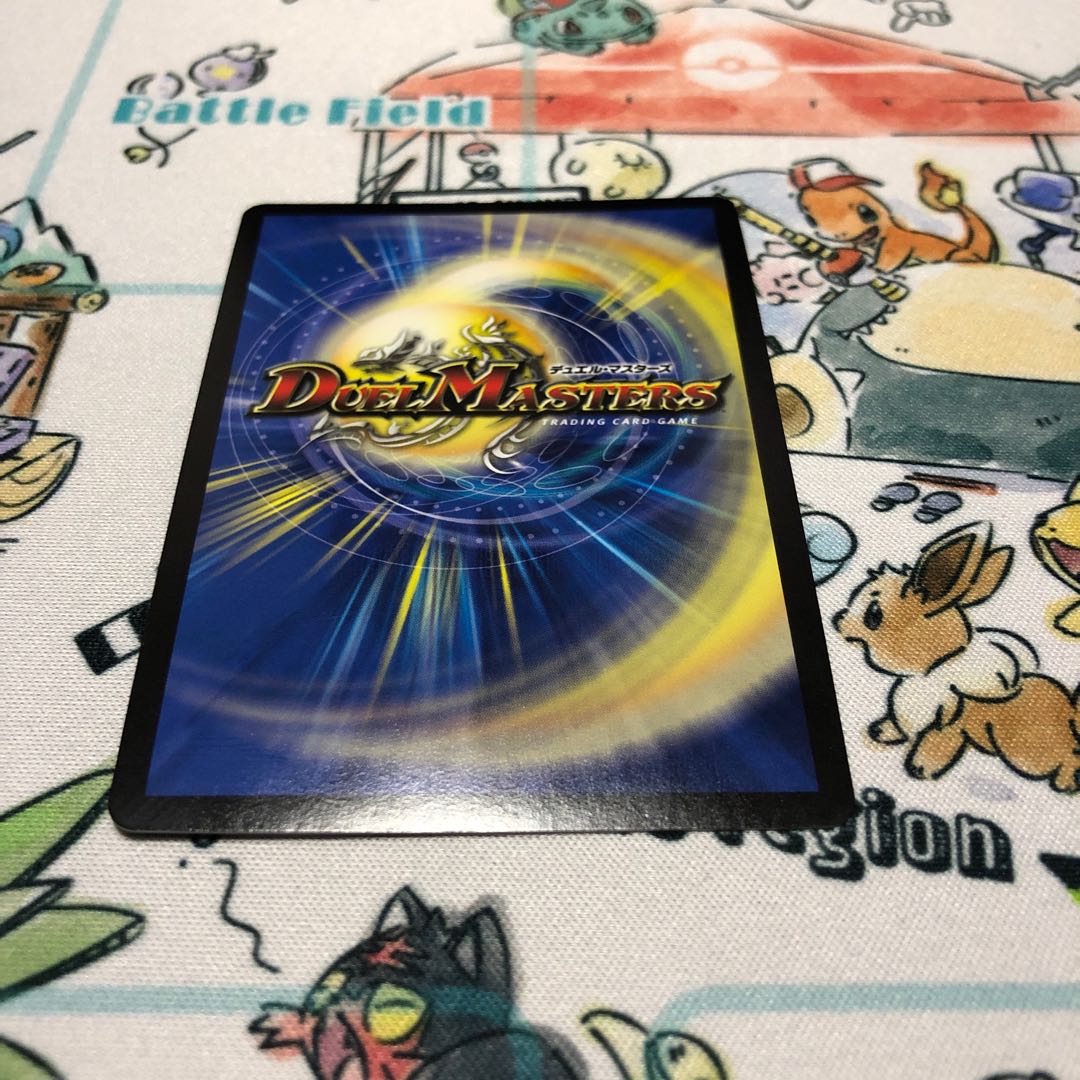 Battle Field
デュエル・マスターズ
DUEL MASTERS
TRADING CARD GAME
egion